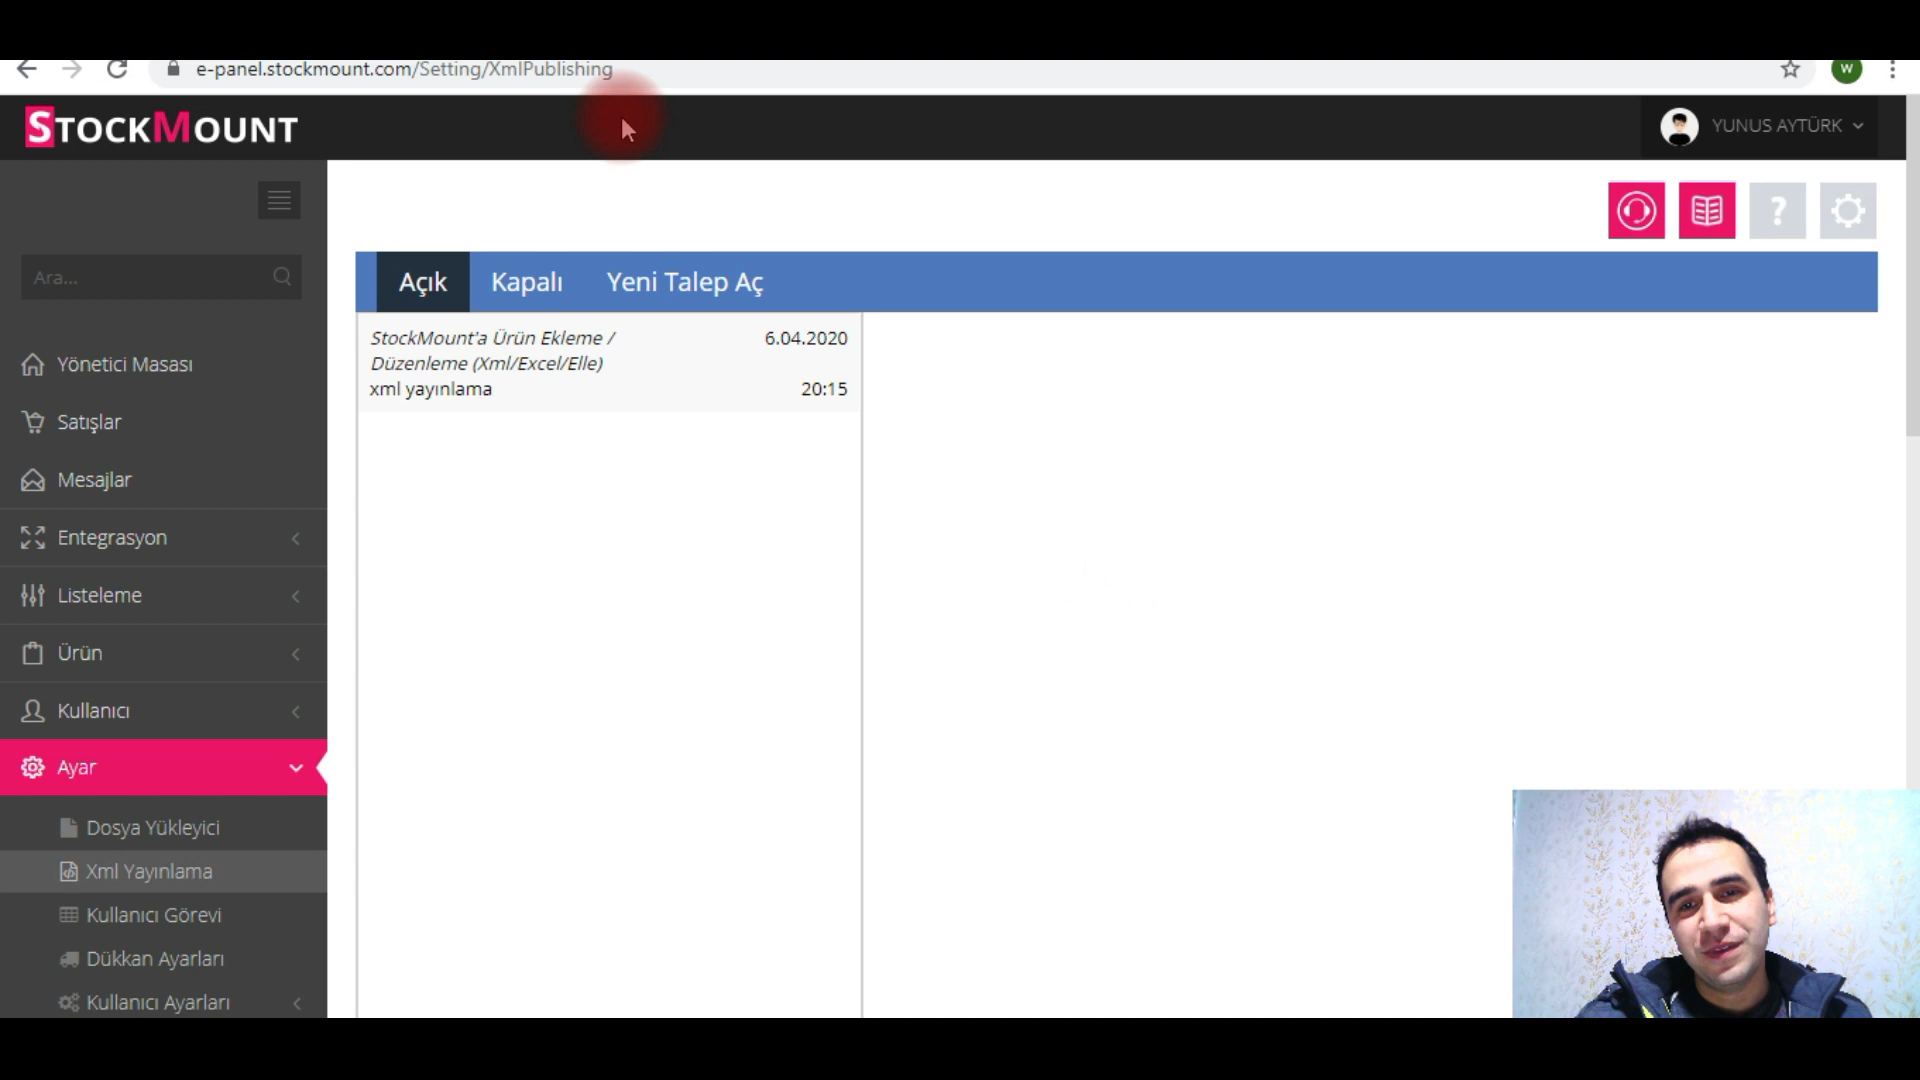 e-panel.stockmount.com/Setting/XmlPublishing
W
STOCKMOUNT
YUNUS AYTÜRK
Ara...
?
Açık
Kapalı
Yeni Talep Aç
StockMount'a Ürün Ekleme /
6.04.2020
Düzenleme (Xml/Excel/Elle)
xml yayınlama
20:15
Yönetici Masası
Satışlar
Mesajlar
Entegrasyon
Listeleme
Ürün
Kullanıcı
Ayar
Dosya Yükleyici
Xml Yayınlama
Kullanıcı Görevi
Dükkan Ayarları
Kullanıcı Ayarları